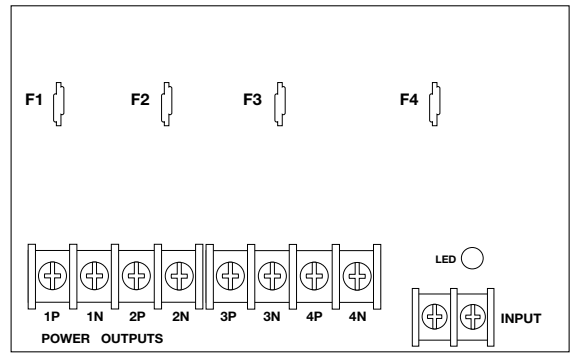 F1 F2 F3 F4
LED
1P 1N 2P 2N 3P 3N 4P 4N
INPUT
POWER OUTPUTS